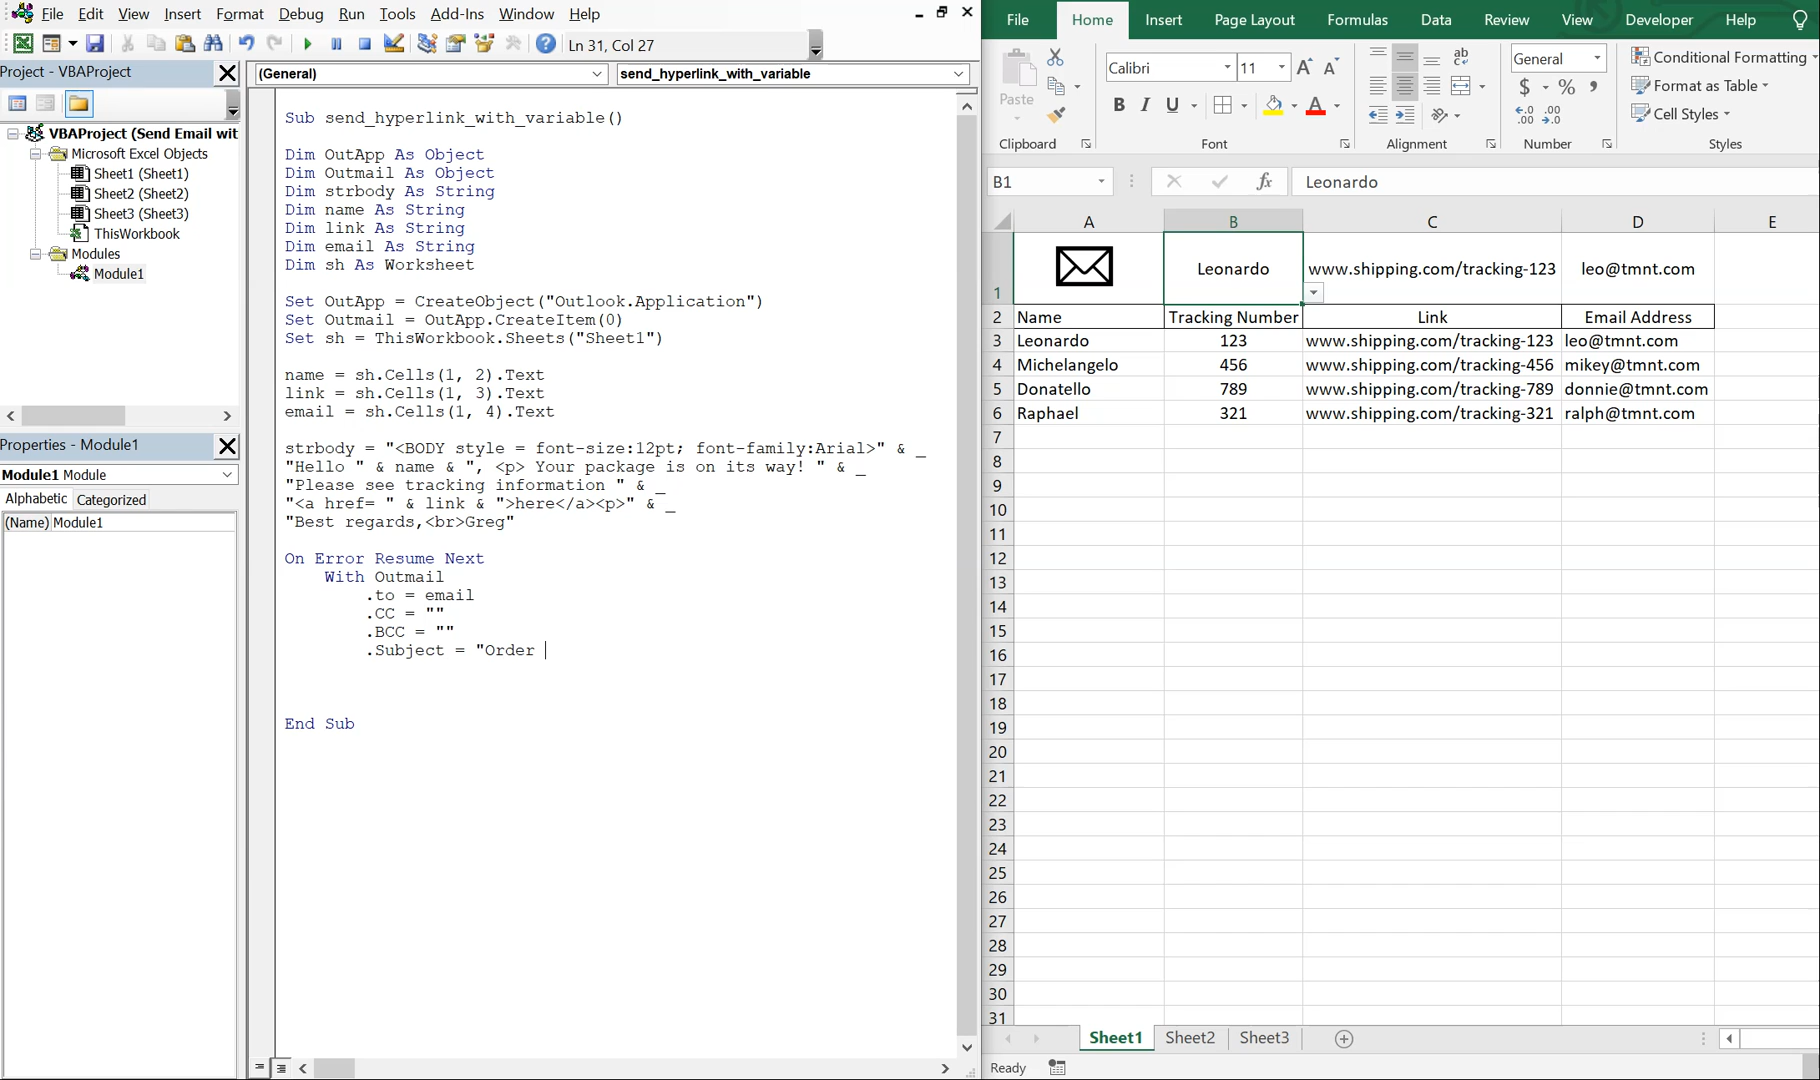 File Edit View Insert Format Debug Run Tools Add-Ins Window Help
Ln 31, Col 27
Project - VBAProject
VBAProject (Send Email wit
Microsoft Excel Objects
Sheet1 (Sheet1)
Sheet2 (Sheet2)
Sheet3 (Sheet3)
ThisWorkbook
Modules
Module1
Properties - Module1
Module1 Module
Alphabetic Categorized
(Name) Module1
(General) send_hyperlink_with_variable
Sub send_hyperlink_with_variable()
Dim OutApp As Object
Dim Outmail As Object
Dim strbody As String
Dim name As String
Dim link As String
Dim email As String
Dim sh As Worksheet
Set OutApp = CreateObject("Outlook.Application")
Set Outmail = OutApp.CreateItem(0)
Set sh = ThisWorkbook.Sheets("Sheet1")
name = sh.Cells(1, 2).Text
link = sh.Cells(1, 3).Text
email = sh.Cells(1, 4).Text
strbody = "<BODY style = font-size:12pt; font-family:Arial>" & _
"Hello " & name & ", <p> Your package is on its way! " & _
"Please see tracking information " & _
"<a href= " & link & ">here</a><p>" & _
"Best regards,<br>Greg"
On Error Resume Next
With Outmail
.to = email
.CC = ""
.BCC = ""
.Subject = "Order
End Sub
File Home Insert Page Layout Formulas Data Review View Developer Help
Paste
Calibri 11
B I U
A A
ab
General
$ % ,
Conditional Formatting
Format as Table
Cell Styles
Clipboard Font Alignment Number Styles
B1 fx Leonardo
A B C D E
1 Leonardo www.shipping.com/tracking-123 leo@tmnt.com
2 Name Tracking Number Link Email Address
3 Leonardo 123 www.shipping.com/tracking-123 leo@tmnt.com
4 Michelangelo 456 www.shipping.com/tracking-456 mikey@tmnt.com
5 Donatello 789 www.shipping.com/tracking-789 donnie@tmnt.com
6 Raphael 321 www.shipping.com/tracking-321 ralph@tmnt.com
7
8
9
10
11
12
13
14
15
16
17
18
19
20
21
22
23
24
25
26
27
28
29
30
31
Sheet1 Sheet2 Sheet3
Ready